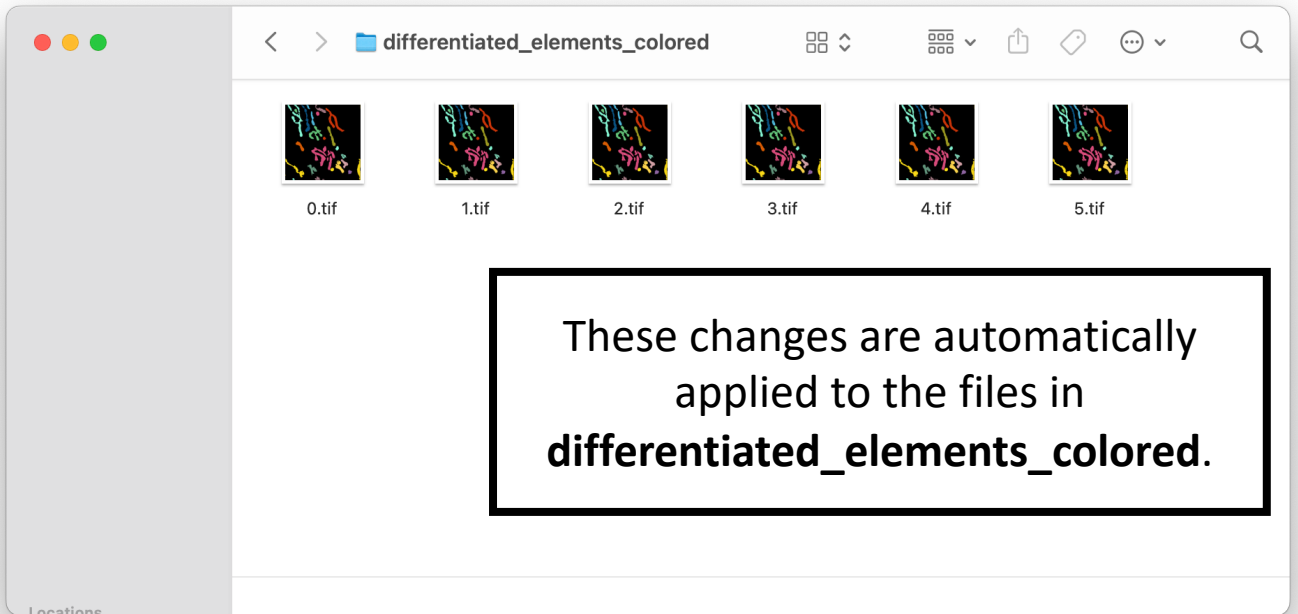 differentiated_elements_colored
0.tif 1.tif 2.tif 3.tif 4.tif 5.tif
These changes are automatically
applied to the files in
differentiated_elements_colored.
Locations